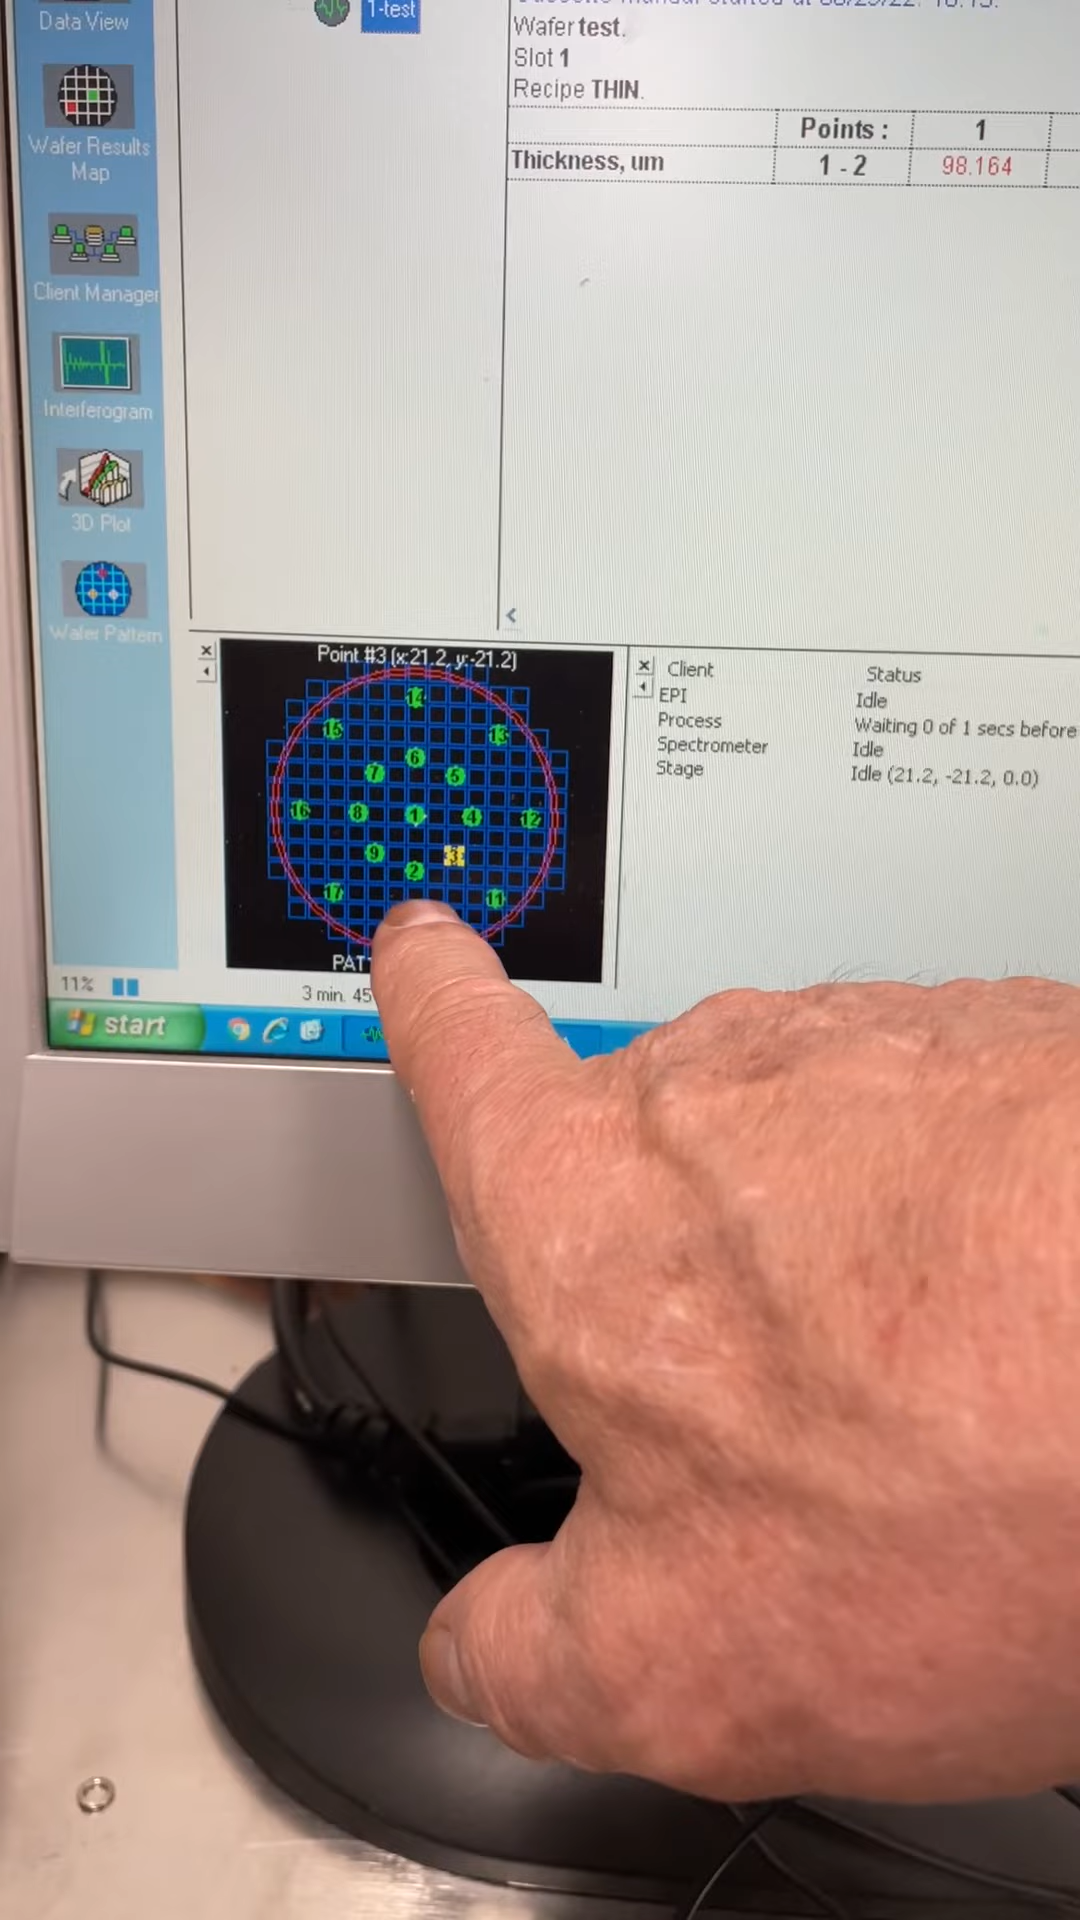 Data View
1-test
Wafer test.
Slot 1
Recipe THIN.
Points : 1
Thickness, um 1 - 2 98.164
Wafer Results
Map
Client Manager
Interferogram
3D Plot
Wafer Pattern
Point #3 (x:21.2, y:-21.2)
14
15 13
6
7 5
16 8 1 4 12
9 3
2
17 11
PAT
Client Status
EPI Idle
Process Waiting 0 of 1 secs before
Spectrometer Idle
Stage Idle (21.2, -21.2, 0.0)
11%
3 min. 45
start